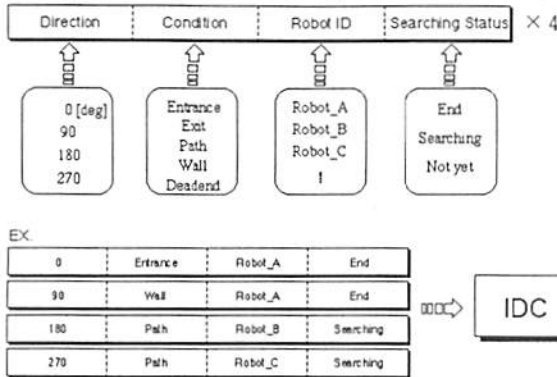 Direction Condition Robot ID Searching Status × 4
0 [deg]
90
180
270
Entrance
Exit
Path
Wall
Deadend
Robot_A
Robot_B
Robot_C
End
Searching
Not yet
EX.
0 Entrance Robot_A End
90 Wall Robot_A End
180 Path Robot_B Searching
270 Path Robot_C Searching
IDC